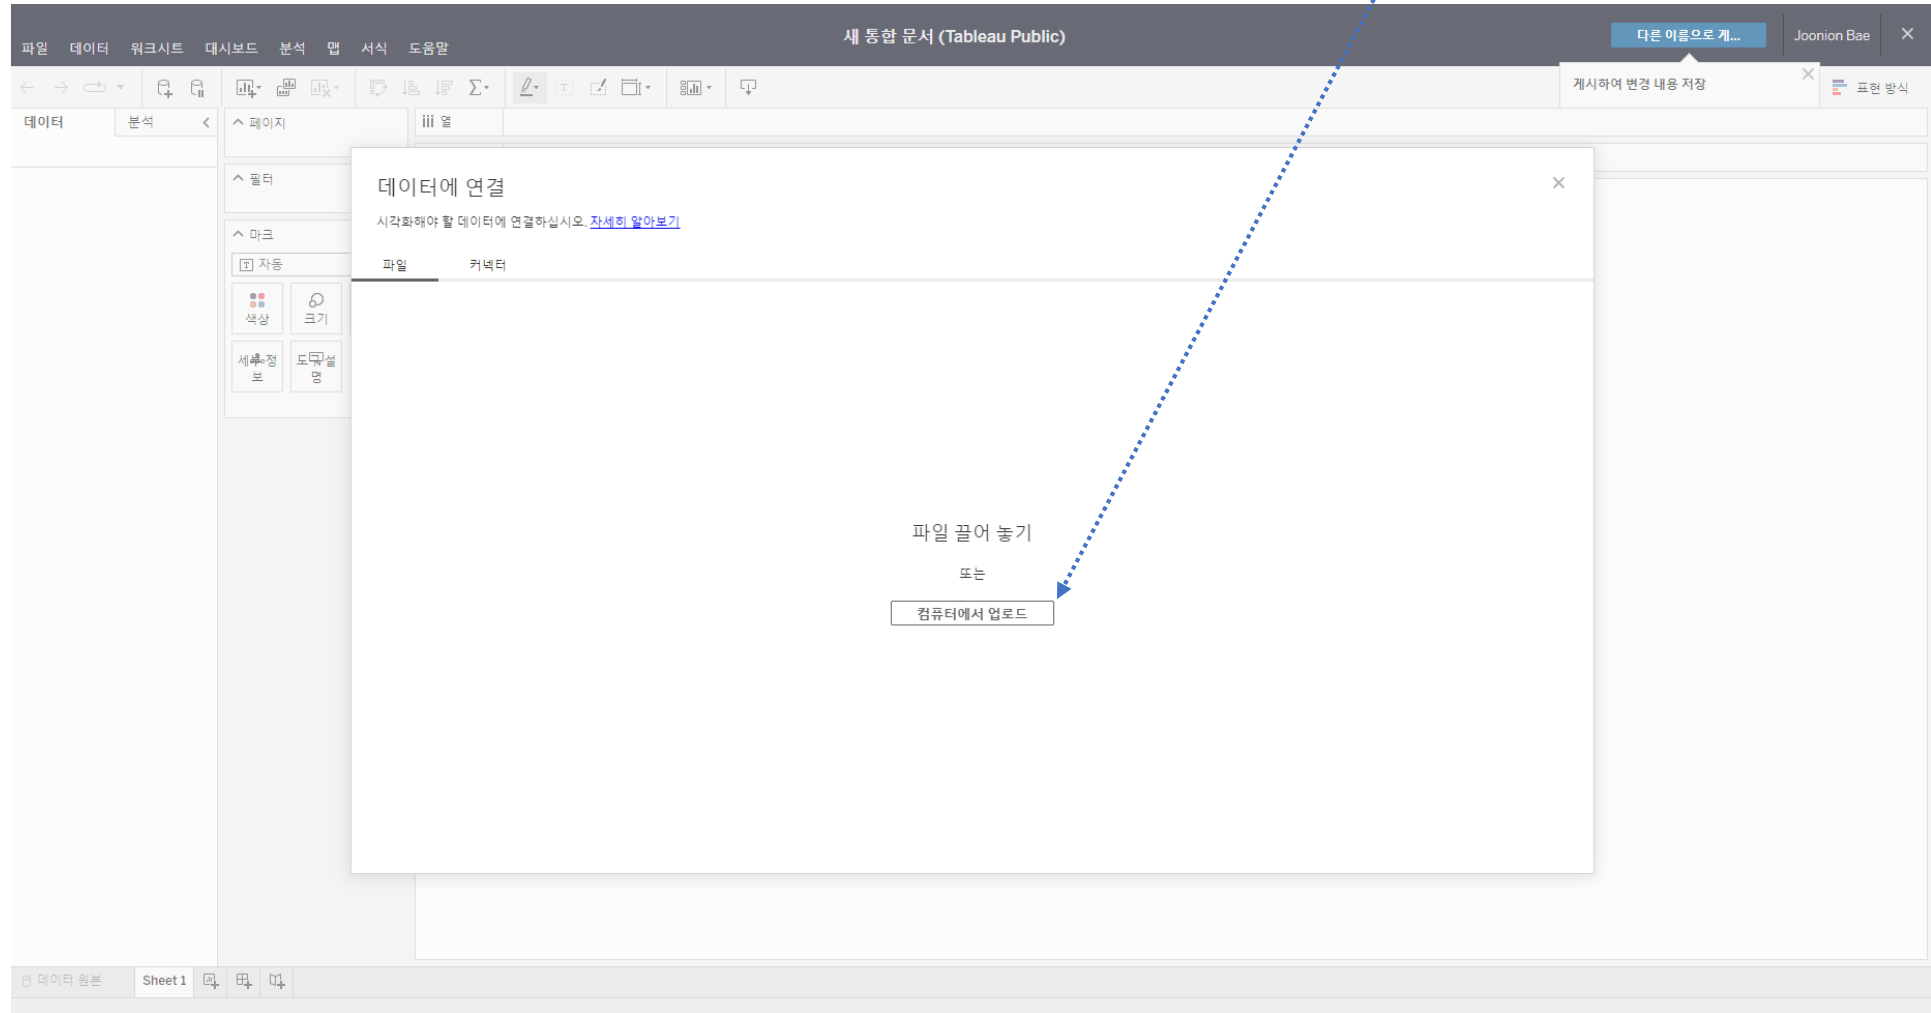 새 통합 문서 (Tableau Public)
다른 이름으로 게...
Joonion Bae
파일 데이터 워크시트 대시보드 분석 맵 서식 도움말
게시하여 변경 내용 저장
표현 방식
데이터 분석
페이지
iii 열
필터
마크
자동
색상 크기
세부 정보
도구 설명
데이터에 연결
시각화해야 할 데이터에 연결하십시오. 자세히 알아보기
파일 커넥터
파일 끌어 놓기
또는
컴퓨터에서 업로드
데이터 원본 Sheet 1